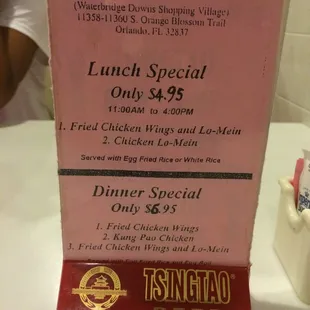 (Waterbridge Downs Shopping Village)
11358-11360 S. Orange Blossom Trail
Orlando, FL 32837
Lunch Special
Only $4.95
11:00AM to 4:00PM
1. Fried Chicken Wings and Lo-Mein
2. Chicken Lo-Mein
Served with Egg Fried Rice or White Rice
Dinner Special
Only $6.95
1. Fried Chicken Wings
2. Kung Pao Chicken
3. Fried Chicken Wings and Lo-Mein
TSINGTAO